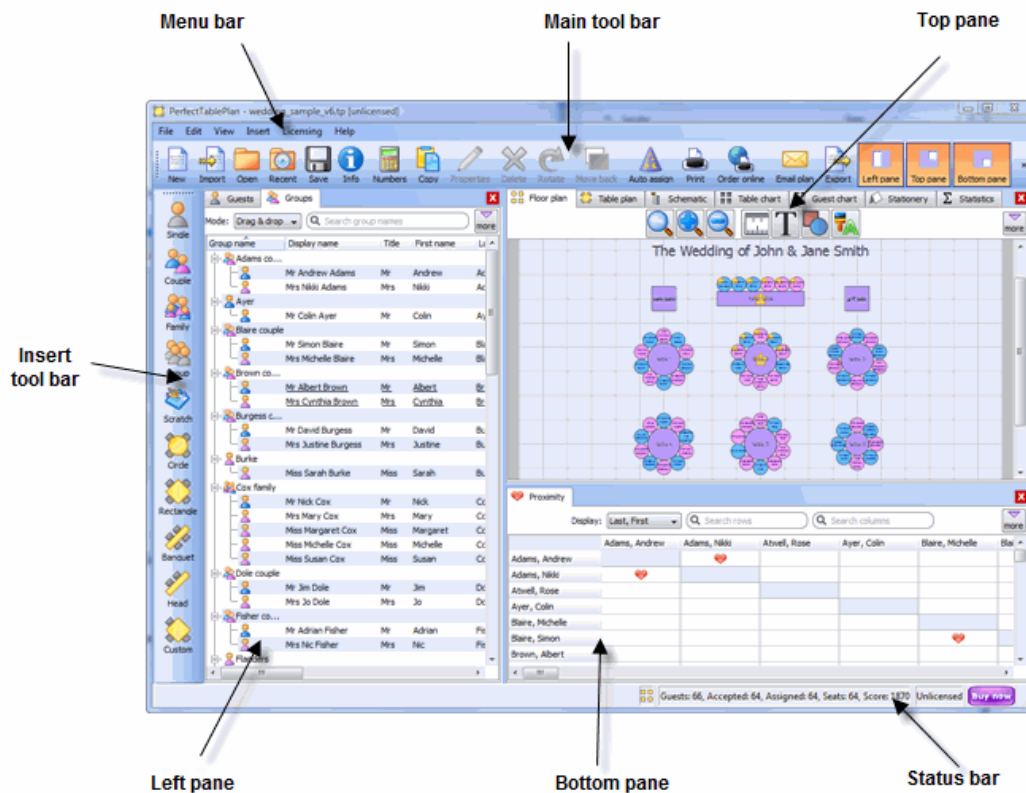 Menu bar
Main tool bar
Top pane
PerfectTablePlan - wedding_sample_v6.tp [unlicensed]
File Edit View Insert Licensing Help
New Import Open Recent Save Info Numbers Copy Properties Delete Rotate Move back Auto assign Print Order online Email plan Export Left pane Top pane Bottom pane
Guests Groups
Floor plan Table plan Schematic Table chart Guest chart Stationery Statistics
Mode: Drag & drop... Search group names more
more
Group name Display name Title First name
The Wedding of John & Jane Smith
Single
Couple
Family
Scratch
Circle
Rectangle
Banquet
Head
Custom
Insert
tool bar
Adams co...
Mr Andrew Adams Mr Andrew
Mrs Nikki Adams Mrs Nikki
Ayer
Mr Colin Ayer Mr Colin
Blaire couple
Mr Simon Blaire Mr Simon
Mrs Michelle Blaire Mrs Michelle
Brown co...
Mr Albert Brown Mr Albert
Mrs Cynthia Brown Mrs Cynthia
Burgess c...
Mr David Burgess Mr David
Mrs Justine Burgess Mrs Justine
Burke
Miss Sarah Burke Miss Sarah
Cox family
Mr Nick Cox Mr Nick
Mrs Mary Cox Mrs Mary
Miss Margaret Cox Miss Margaret
Miss Michelle Cox Miss Michelle
Miss Susan Cox Miss Susan
Dole couple
Mr Jim Dole Mr Jim
Mrs Jo Dole Mrs Jo
Fisher co...
Mr Adrian Fisher Mr Adrian
Mrs Nic Fisher Mrs Nic
Flanders
Proximity
Display: Last, First Search rows Search columns more
Adams, Andrew Adams, Nikki Atwell, Rose Ayer, Colin Blaire, Michelle
Adams, Andrew
Adams, Nikki
Atwell, Rose
Ayer, Colin
Blaire, Michelle
Blaire, Simon
Brown, Albert
Guests: 66, Accepted: 64, Assigned: 64, Seats: 64, Score: 1870 Unlicensed Buy now
Left pane
Bottom pane
Status bar